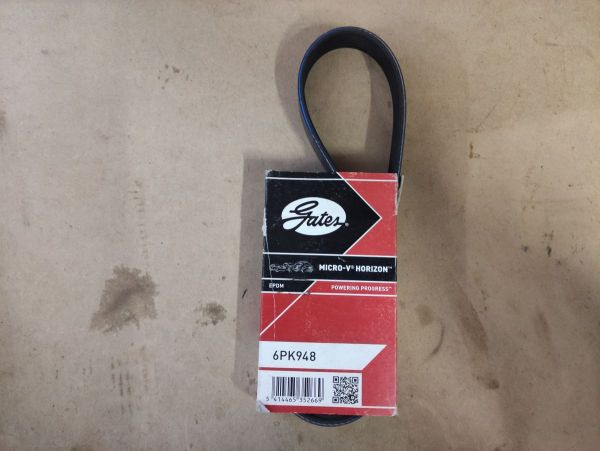 Gates®
MICRO-V® HORIZON™
EPDM
POWERING PROGRESS™
6PK948
5 414465 352669